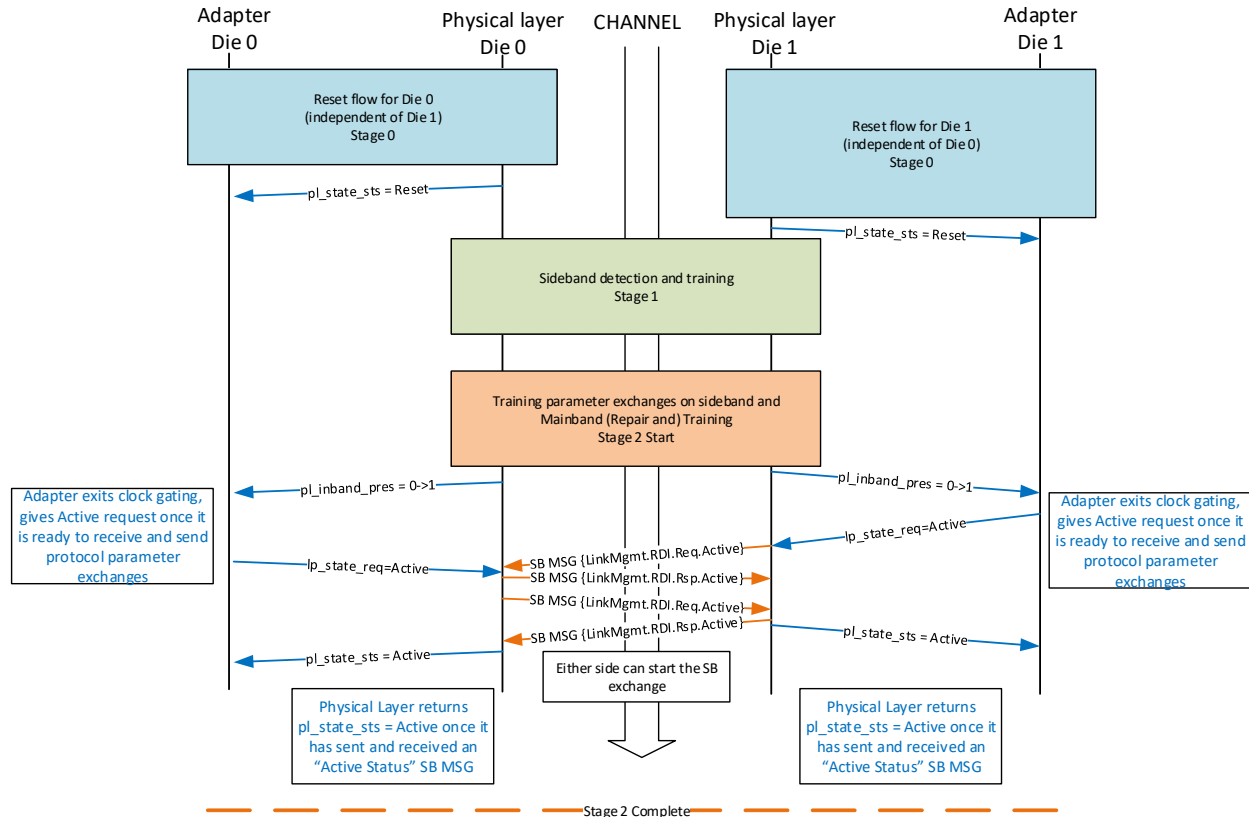 Adapter
Die 0
Physical layer
Die 0
CHANNEL
Physical layer
Die 1
Adapter
Die 1
Reset flow for Die 0
(independent of Die 1)
Stage 0
Reset flow for Die 1
(independent of Die 0)
Stage 0
pl_state_sts = Reset
pl_state_sts = Reset
Sideband detection and training
Stage 1
Training parameter exchanges on sideband and
Mainband (Repair and) Training
Stage 2 Start
pl_inband_pres = 0->1
pl_inband_pres = 0->1
Adapter exits clock gating,
gives Active request once it
is ready to receive and send
protocol parameter
exchanges
Adapter exits clock gating,
gives Active request once it
is ready to receive and send
protocol parameter
exchanges
lp_state_req=Active
SB MSG {LinkMgmt.RDI.Req.Active}
lp_state_req=Active
SB MSG {LinkMgmt.RDI.Rsp.Active}
SB MSG {LinkMgmt.RDI.Req.Active}
SB MSG {LinkMgmt.RDI.Rsp.Active}
pl_state_sts = Active
pl_state_sts = Active
Either side can start the SB
exchange
Physical Layer returns
pl_state_sts = Active once it
has sent and received an
“Active Status” SB MSG
Physical Layer returns
pl_state_sts = Active once it
has sent and received an
“Active Status” SB MSG
Stage 2 Complete